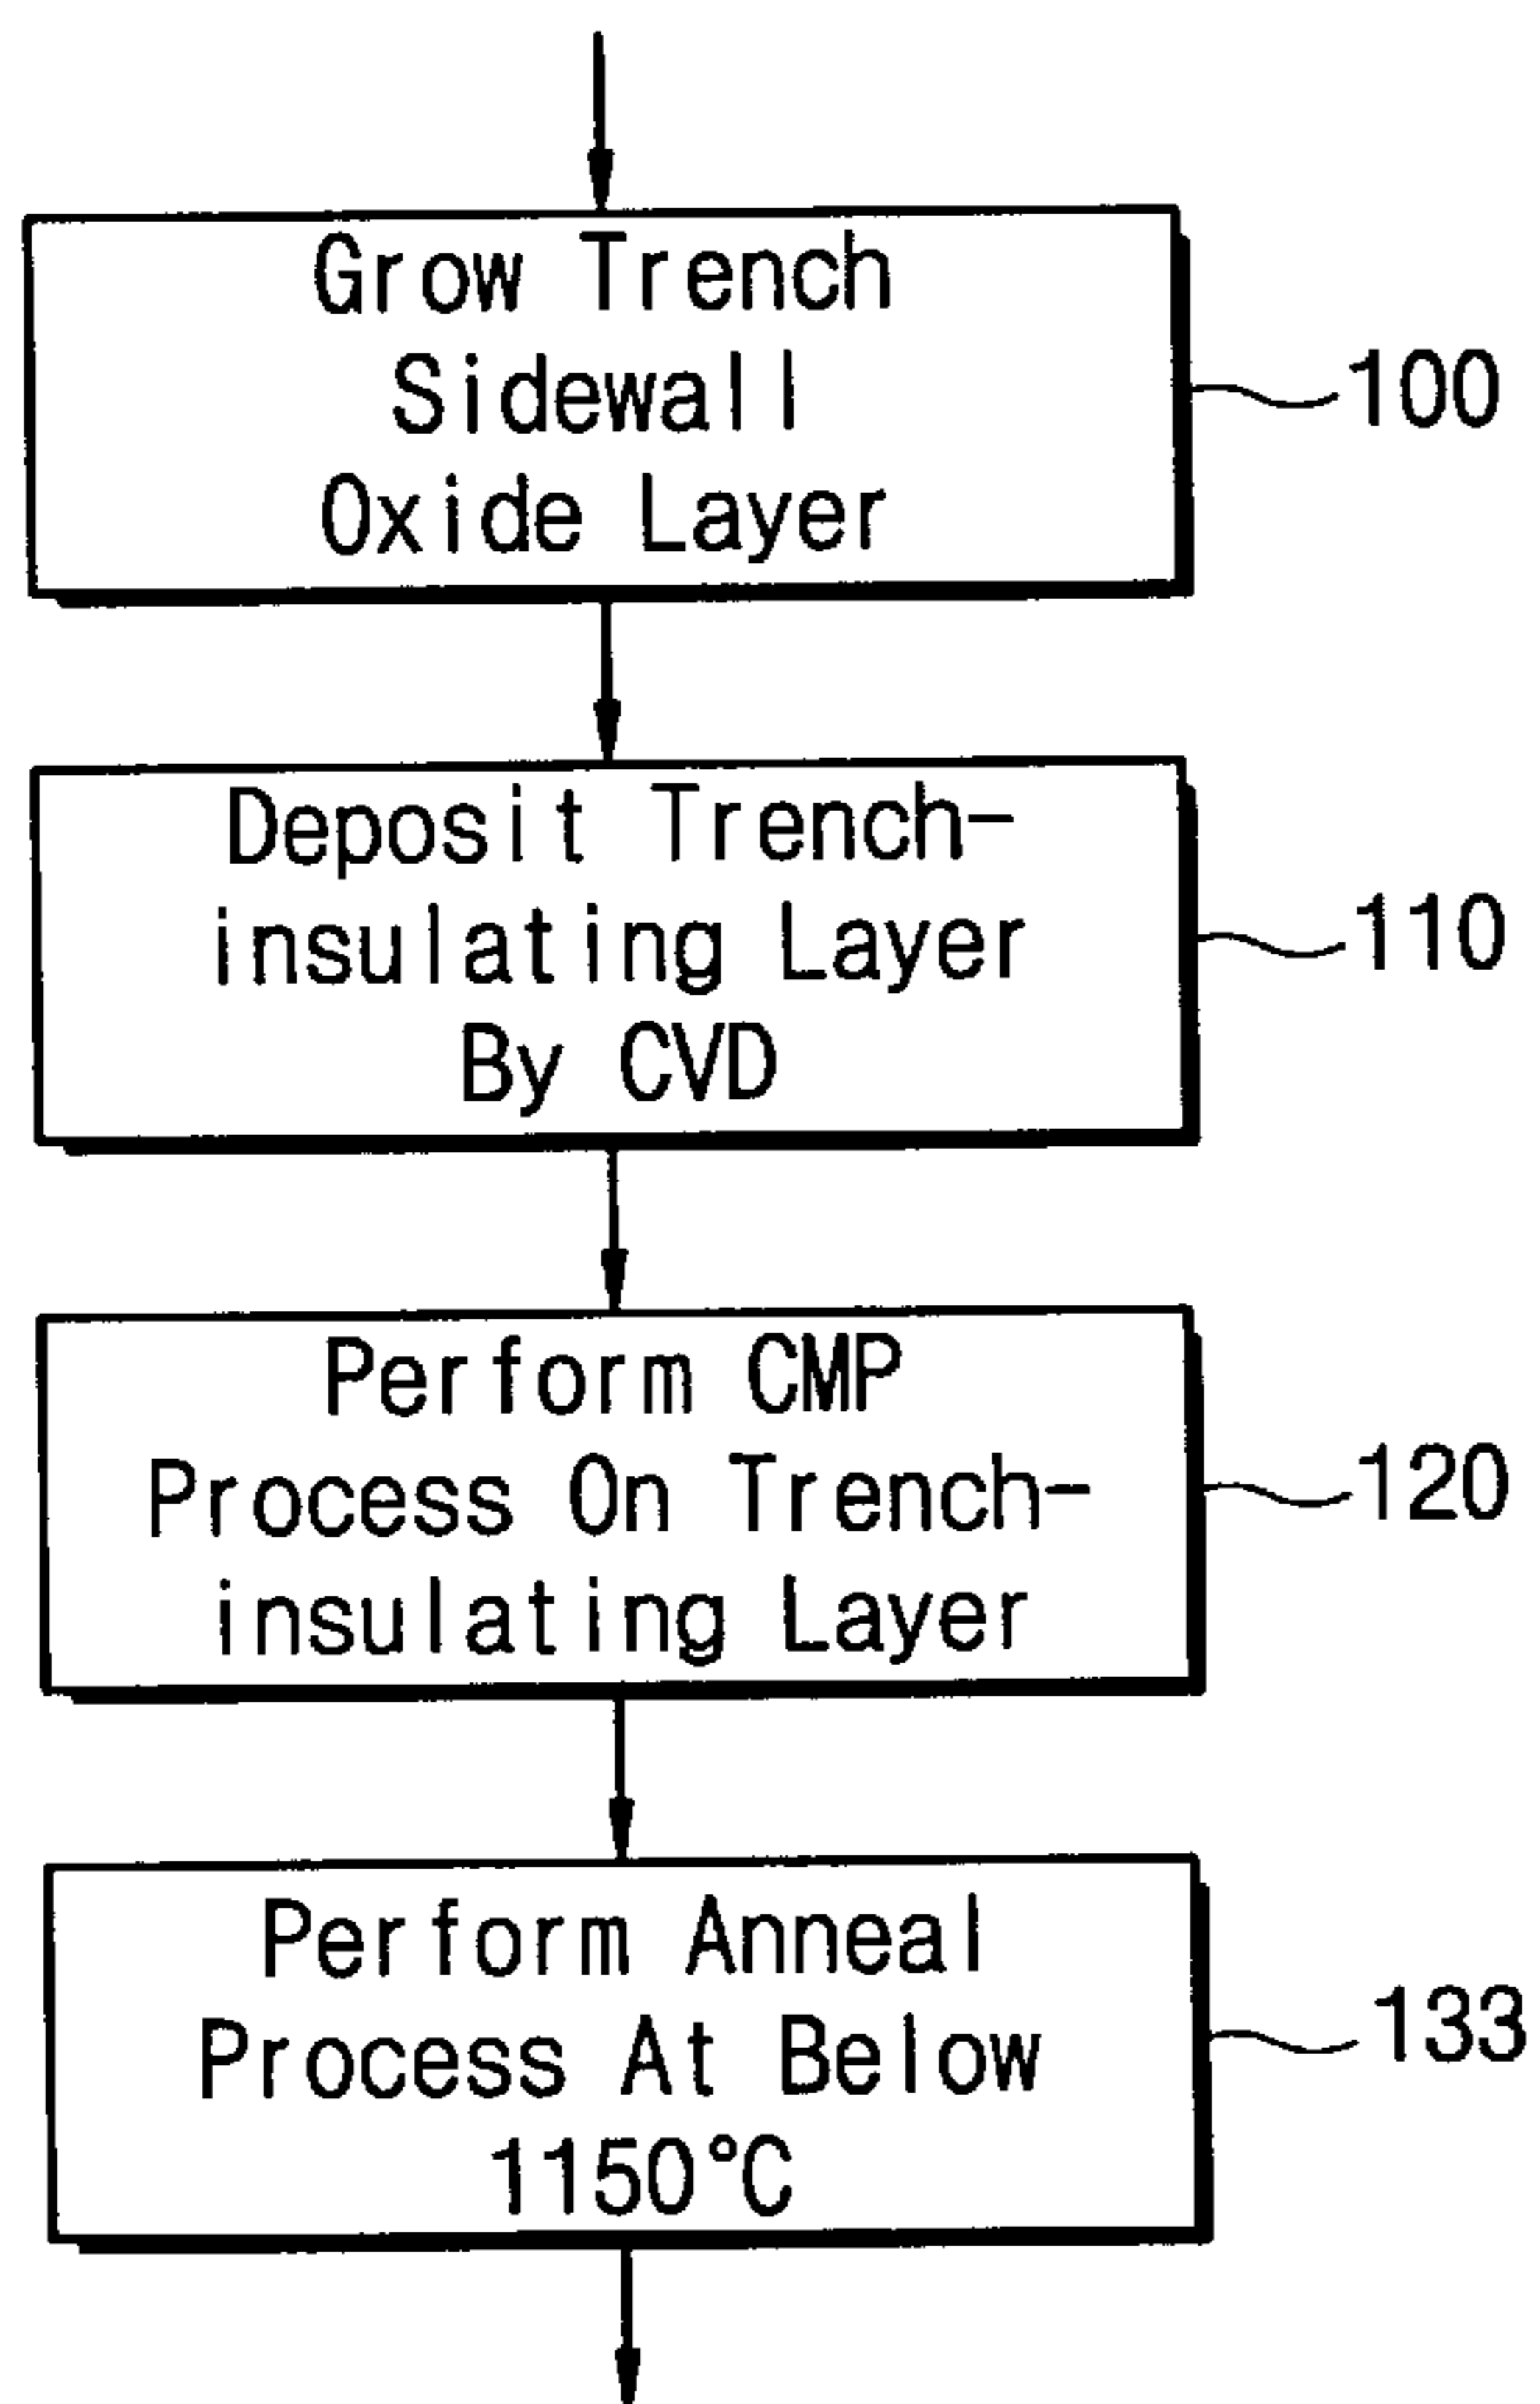 Grow Trench
Sidewall
Oxide Layer
100
Deposit Trench-
insulating Layer
By CVD
110
Perform CMP
Process On Trench-
insulating Layer
120
Perform Anneal
Process At Below
1150°C
133